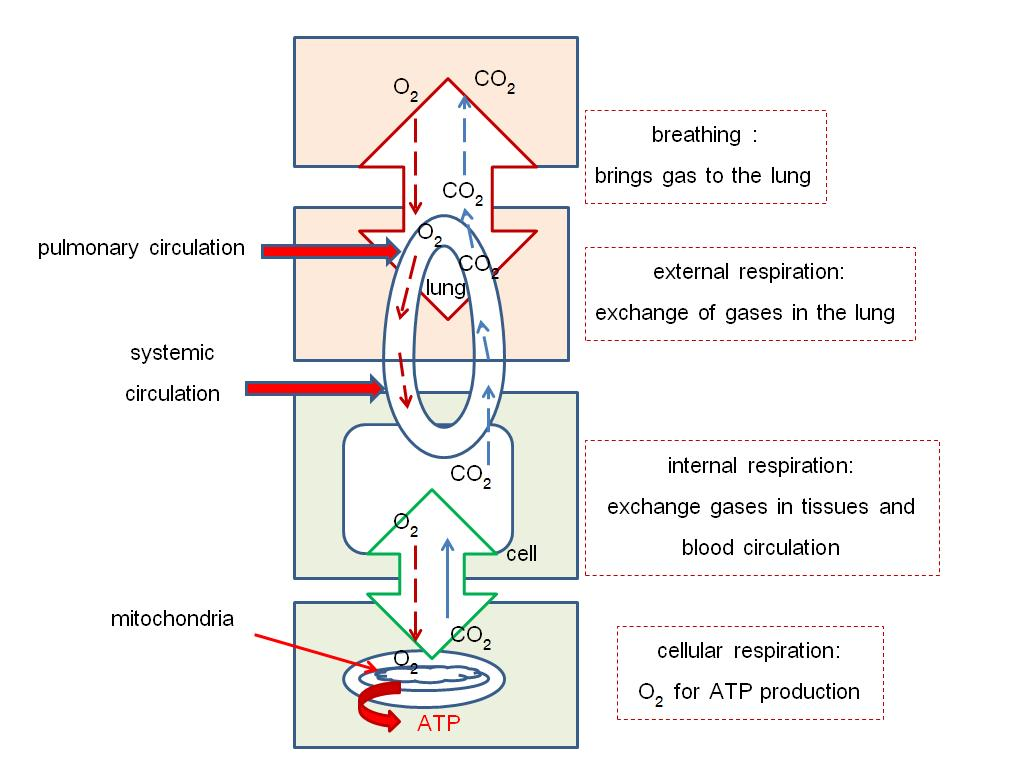 O2
CO2
breathing :
brings gas to the lung
CO2
pulmonary circulation
O2
CO2
lung
external respiration:
exchange of gases in the lung
systemic
circulation
CO2
internal respiration:
exchange gases in tissues and
blood circulation
O2
cell
mitochondria
CO2
O2
ATP
cellular respiration:
O2 for ATP production